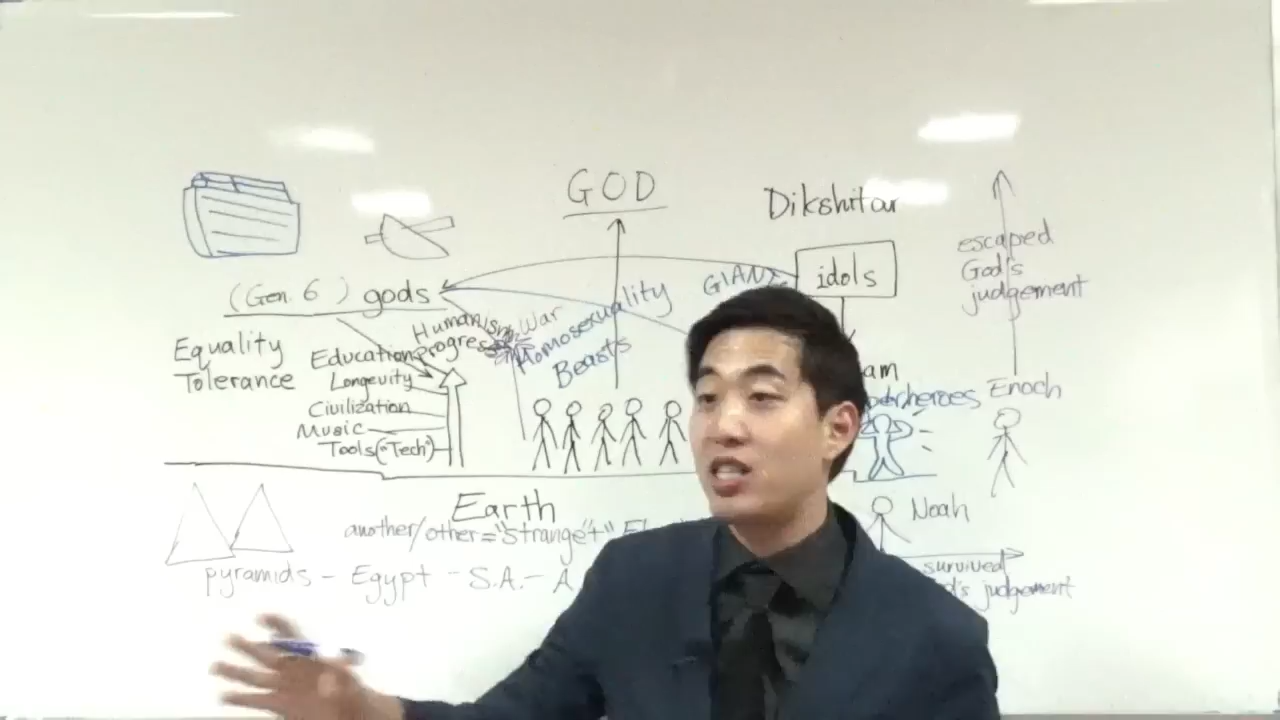 GOD
Dikshitar
escaped
God's
judgement
idols
GIANTS
(Gen. 6) gods
Humanism
progress
War
Homosexuality
Beasts
Equality
Tolerance
Education
Longevity
Civilization
Music
Tools("Tech")
am
Enoch
Earth
Noah
another/other="strange"+"
pyramids - Egypt - S.A.- A
survived
judgement